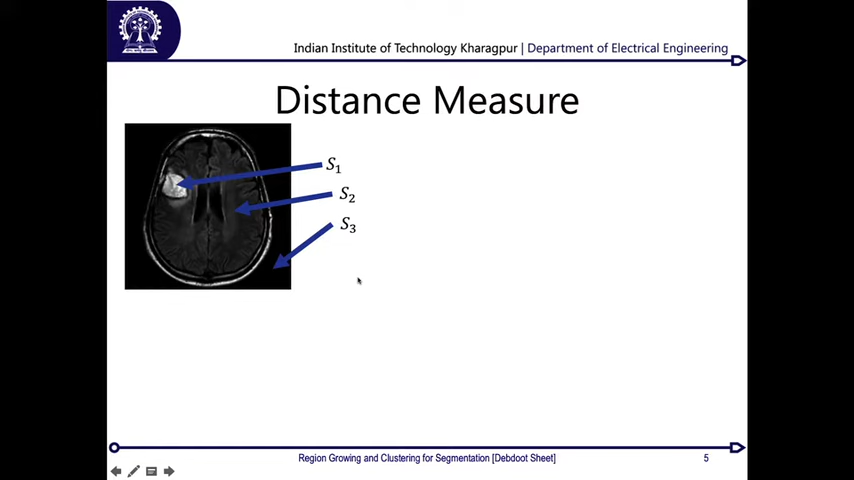 Indian Institute of Technology Kharagpur | Department of Electrical Engineering
Distance Measure
S₁
S₂
S₃
Region Growing and Clustering for Segmentation [Debdoot Sheet]
5